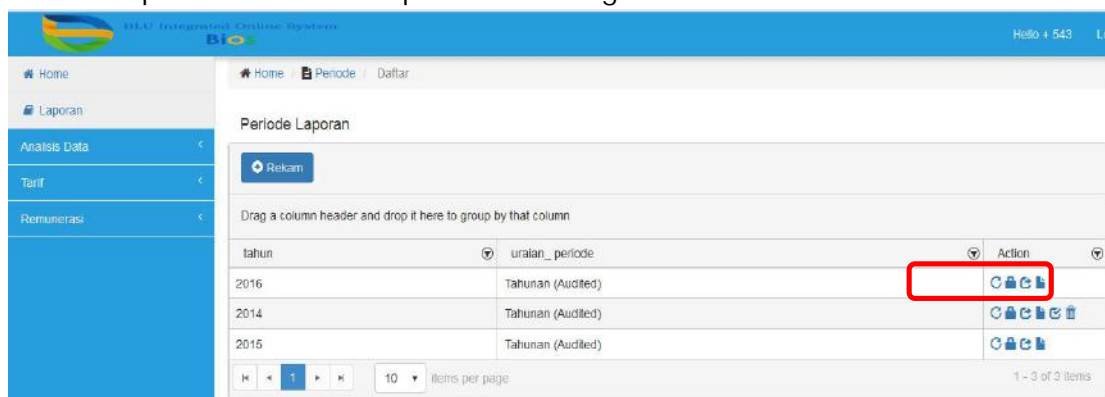 BLU Integrated Online System
Bios
Hello + 543
Home
Laporan
Analisis Data
Tarif
Remunerasi
Home / Periode / Daftar
Periode Laporan
Rekam
Drag a column header and drop it here to group by that column
tahun uraian_ periode Action
2016 Tahunan (Audited)
2014 Tahunan (Audited)
2015 Tahunan (Audited)
1 10 items per page 1 - 3 of 3 items